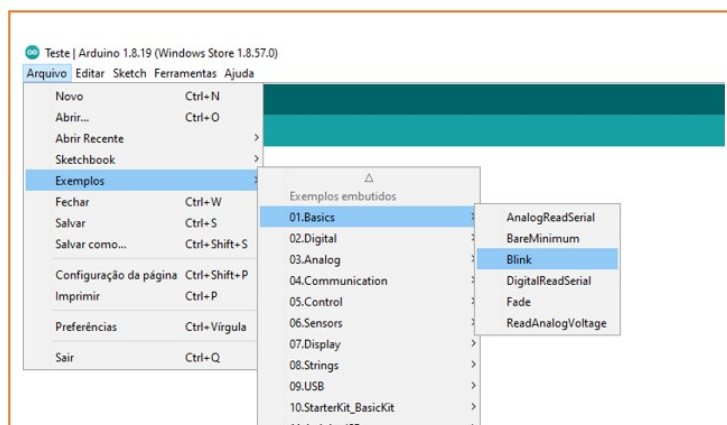 Teste | Arduino 1.8.19 (Windows Store 1.8.57.0)
Arquivo Editar Sketch Ferramentas Ajuda
Novo Ctrl+N
Abrir... Ctrl+O
Abrir Recente
Sketchbook
Exemplos
Fechar Ctrl+W
Salvar Ctrl+S
Salvar como... Ctrl+Shift+S
Configuração da página Ctrl+Shift+P
Imprimir Ctrl+P
Preferências Ctrl+Vírgula
Sair Ctrl+Q
Exemplos embutidos
01.Basics
02.Digital
03.Analog
04.Communication
05.Control
06.Sensors
07.Display
08.Strings
09.USB
10.StarterKit_BasicKit
AnalogReadSerial
BareMinimum
Blink
DigitalReadSerial
Fade
ReadAnalogVoltage